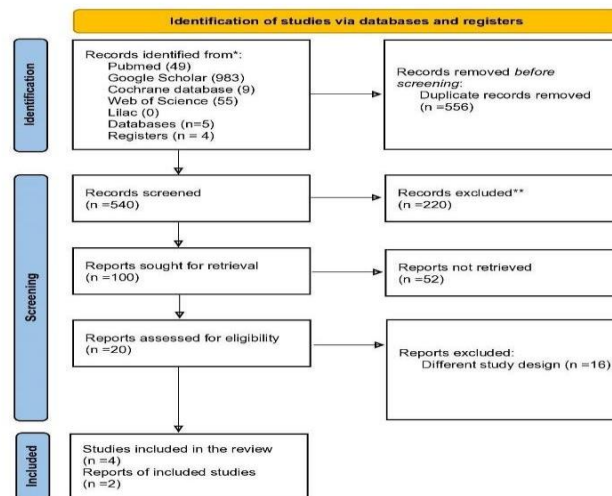 Identification of studies via databases and registers
Identification
Records identified from*:
Pubmed (49)
Google Scholar (983)
Cochrane database (9)
Web of Science (55)
Lilac (0)
Databases (n=5)
Registers (n = 4)
Records removed before
screening:
Duplicate records removed
(n =556)
Screening
Records screened
(n =540)
Records excluded**
(n =220)
Reports sought for retrieval
(n =100)
Reports not retrieved
(n =52)
Reports assessed for eligibility
(n =20)
Reports excluded:
Different study design (n =16)
Included
Studies included in the review
(n =4)
Reports of included studies
(n =2)